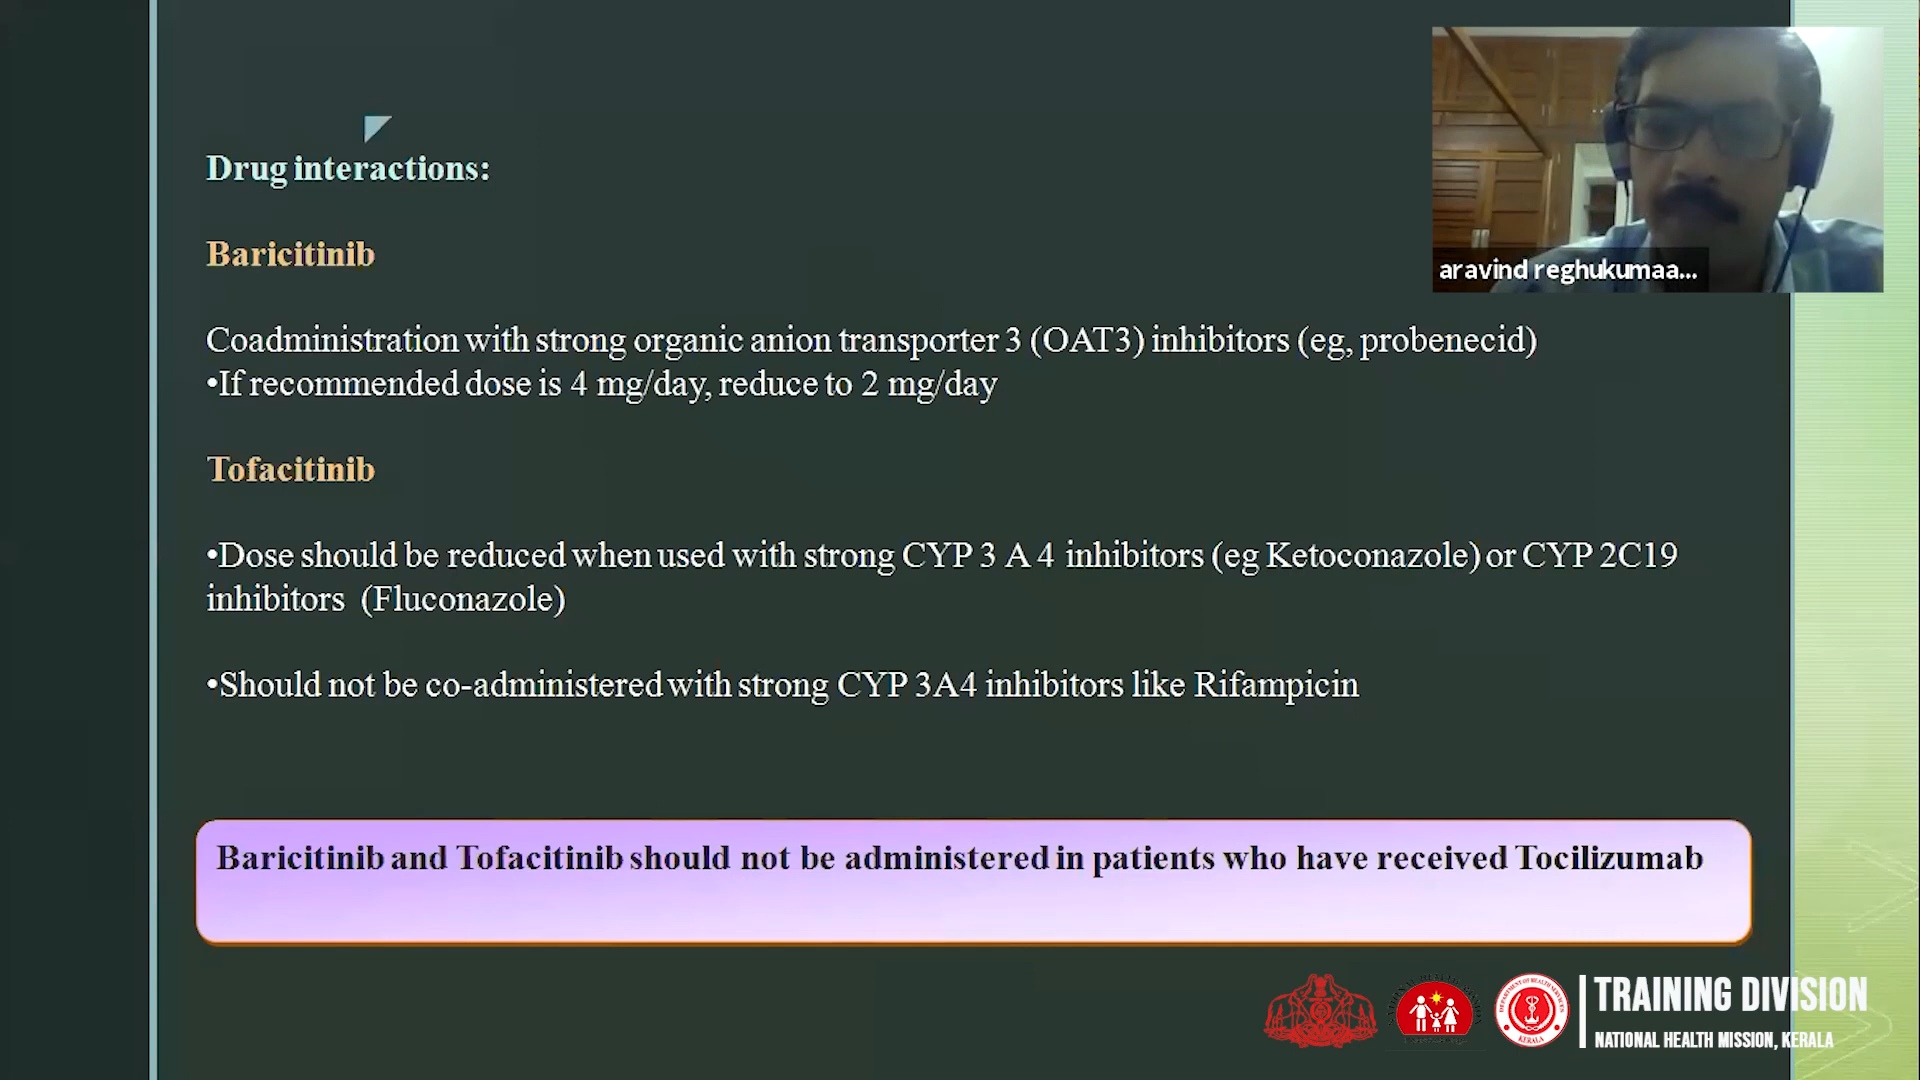 Drug interactions:
Baricitinib
Coadministration with strong organic anion transporter 3 (OAT3) inhibitors (eg, probenecid)
•If recommended dose is 4 mg/day, reduce to 2 mg/day
Tofacitinib
•Dose should be reduced when used with strong CYP 3 A 4 inhibitors (eg Ketoconazole) or CYP 2C19
inhibitors (Fluconazole)
•Should not be co-administered with strong CYP 3A4 inhibitors like Rifampicin
Baricitinib and Tofacitinib should not be administered in patients who have received Tocilizumab
aravind reghukumaa...
KERALA
TRAINING DIVISION
NATIONAL HEALTH MISSION, KERALA